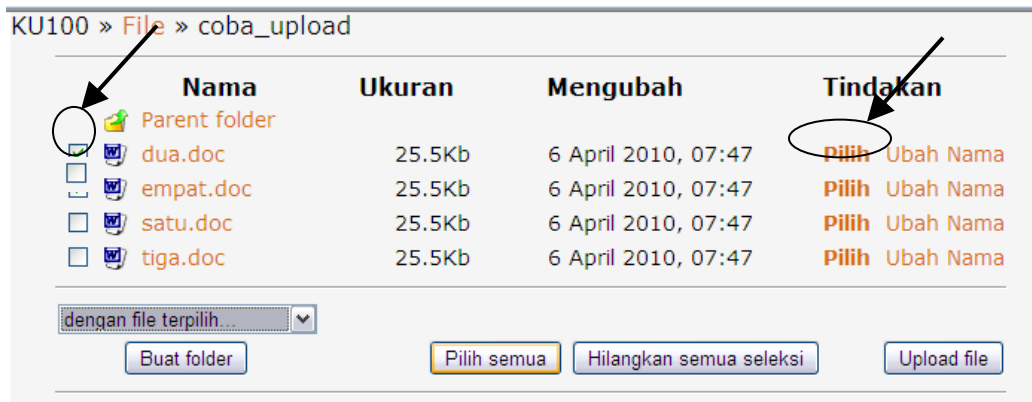 KU100 » File » coba_upload
Nama Ukuran Mengubah Tindakan
Parent folder
dua.doc 25.5Kb 6 April 2010, 07:47 Pilih Ubah Nama
empat.doc 25.5Kb 6 April 2010, 07:47 Pilih Ubah Nama
satu.doc 25.5Kb 6 April 2010, 07:47 Pilih Ubah Nama
tiga.doc 25.5Kb 6 April 2010, 07:47 Pilih Ubah Nama
dengan file terpilih...
Buat folder Pilih semua Hilangkan semua seleksi Upload file